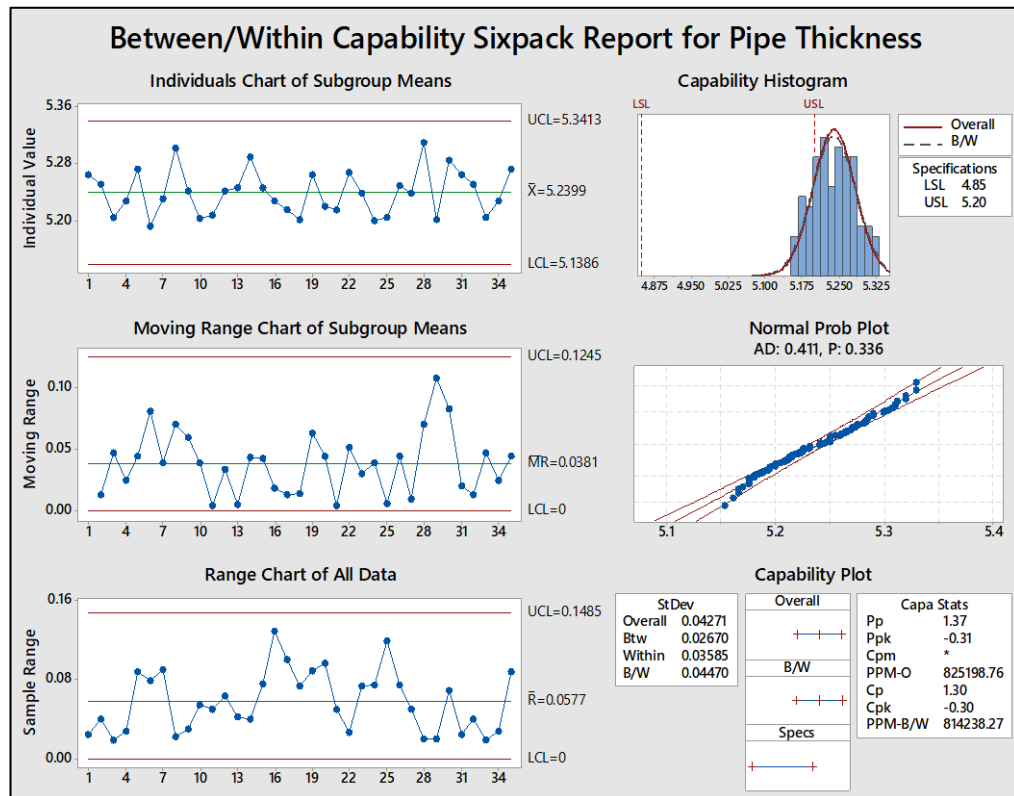 Between/Within Capability Sixpack Report for Pipe Thickness
Individuals Chart of Subgroup Means
Individual Value
5.36
5.28
5.20
UCL=5.3413
X̿=5.2399
LCL=5.1386
1 4 7 10 13 16 19 22 25 28 31 34
Moving Range Chart of Subgroup Means
Moving Range
0.10
0.05
0.00
UCL=0.1245
M̅R̅=0.0381
LCL=0
1 4 7 10 13 16 19 22 25 28 31 34
Range Chart of All Data
Sample Range
0.16
0.08
0.00
UCL=0.1485
R̅=0.0577
LCL=0
1 4 7 10 13 16 19 22 25 28 31 34
Capability Histogram
LSL USL
4.875 4.950 5.025 5.100 5.175 5.250 5.325
Overall
B/W
Specifications
LSL 4.85
USL 5.20
Normal Prob Plot
AD: 0.411, P: 0.336
5.1 5.2 5.3 5.4
Capability Plot
StDev
Overall 0.04271
Btw 0.02670
Within 0.03585
B/W 0.04470
Overall
B/W
Specs
Capa Stats
Pp 1.37
Ppk -0.31
Cpm *
PPM-O 825198.76
Cp 1.30
Cpk -0.30
PPM-B/W 814238.27